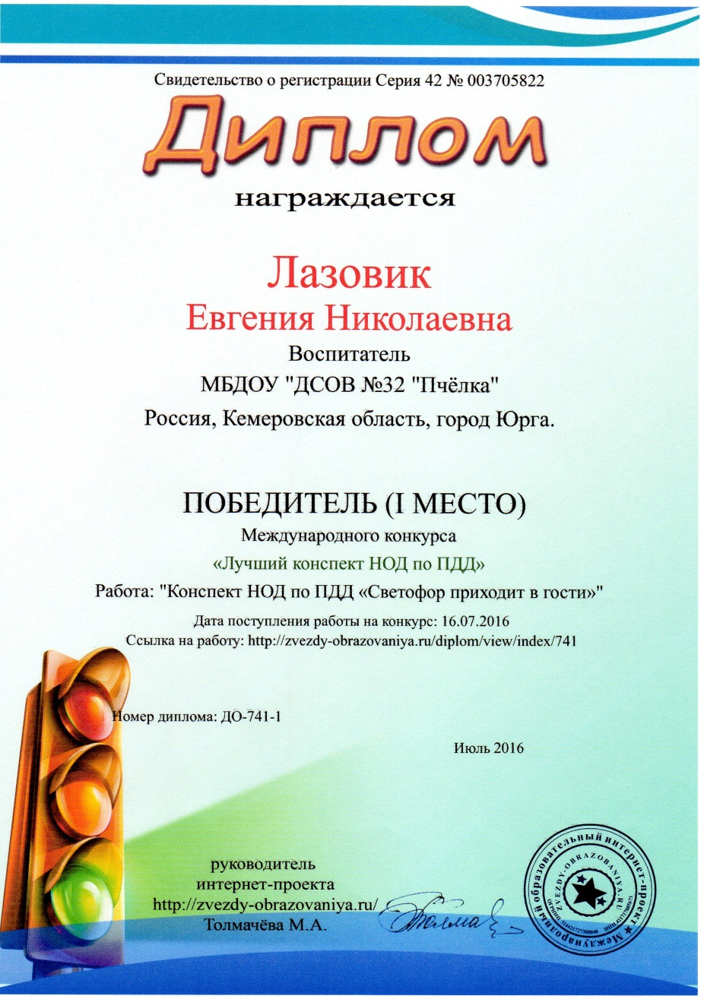 Свидетельство о регистрации Серия 42 № 003705822
Диплом
награждается
Лазовик
Евгения Николаевна
Воспитатель
МБДОУ "ДСОВ №32 "Пчёлка"
Россия, Кемеровская область, город Юрга.
ПОБЕДИТЕЛЬ (I МЕСТО)
Международного конкурса
«Лучший конспект НОД по ПДД»
Работа: "Конспект НОД по ПДД «Светофор приходит в гости»"
Дата поступления работы на конкурс: 16.07.2016
Ссылка на работу: http://zvezdy-obrazovaniya.ru/diplom/view/index/741
Номер диплома: ДО-741-1
Июль 2016
руководитель
интернет-проекта
http://zvezdy-obrazovaniya.ru/
Толмачёва М.А.
Международный образовательный интернет-проект
ZVEZDY-OBRAZOBANIYA.RU